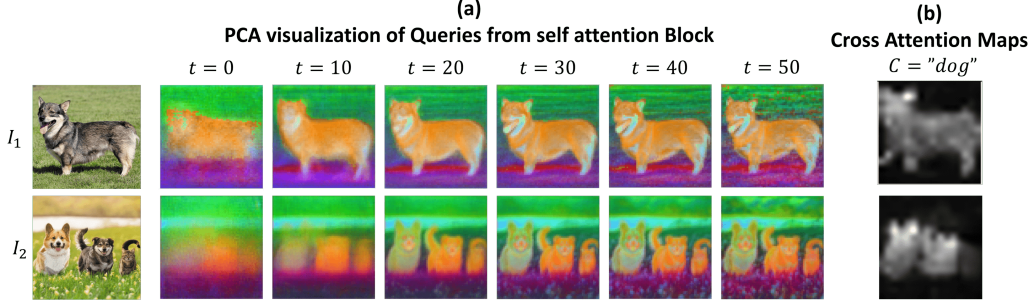 (a)
PCA visualization of Queries from self attention Block
t = 0 t = 10 t = 20 t = 30 t = 40 t = 50
(b)
Cross Attention Maps
C = "dog"
I₁
I₂